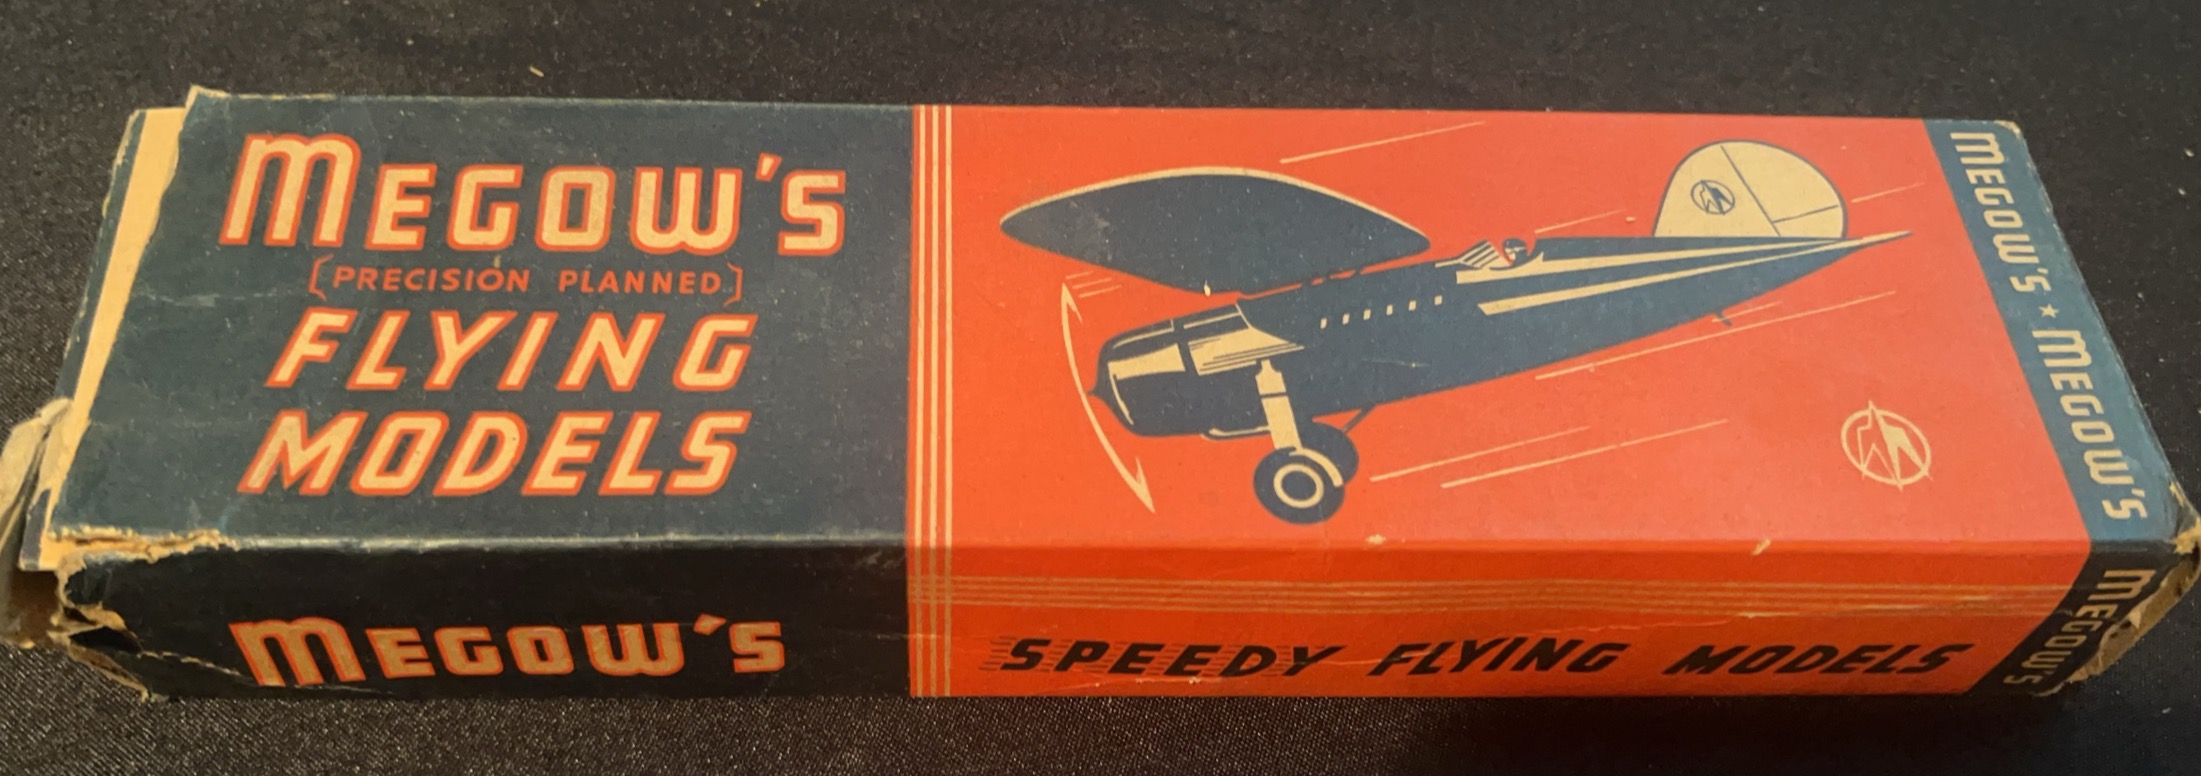 MEGOW'S
[PRECISION PLANNED]
FLYING
MODELS
MEGOW'S ★ MEGOW'S
MEGOW'S
SPEEDY FLYING MODELS
MEGOW'S